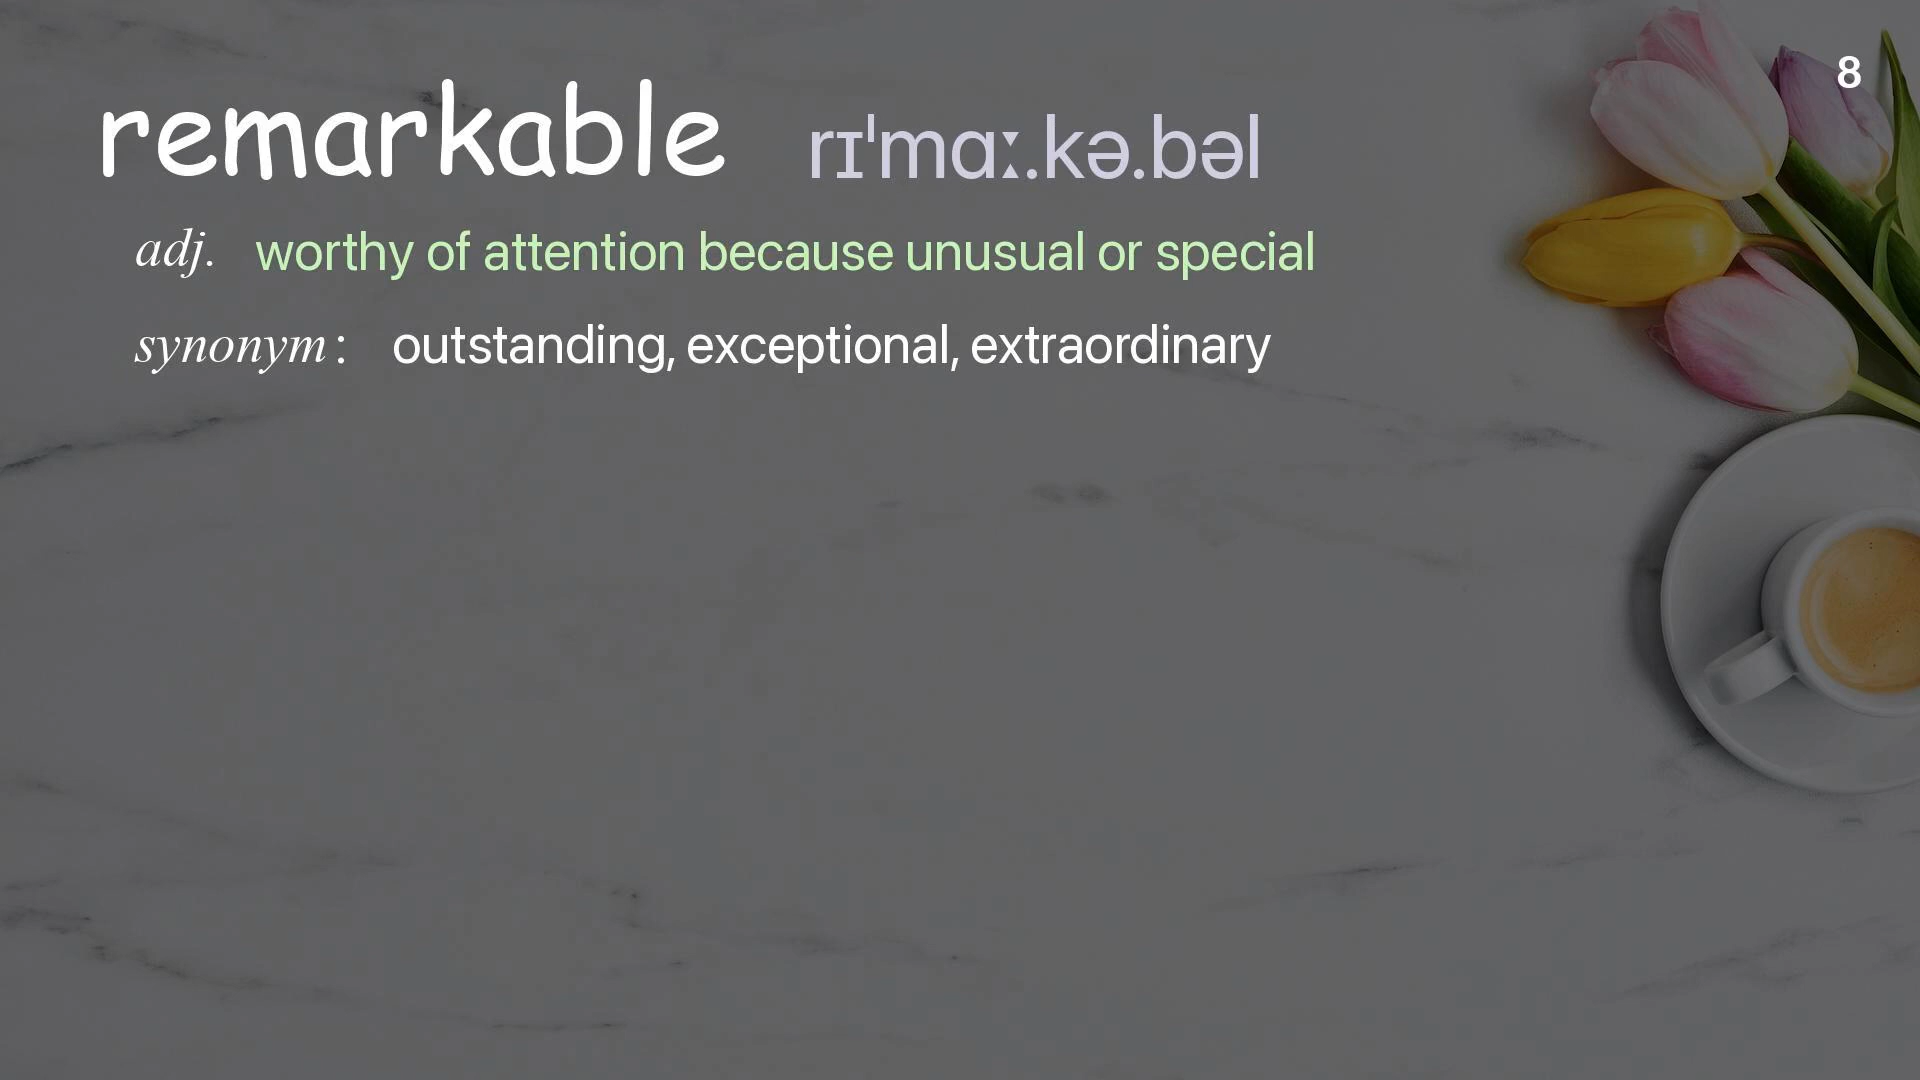 8
remarkable rɪˈmɑː.kə.bəl
adj. worthy of attention because unusual or special
synonym: outstanding, exceptional, extraordinary